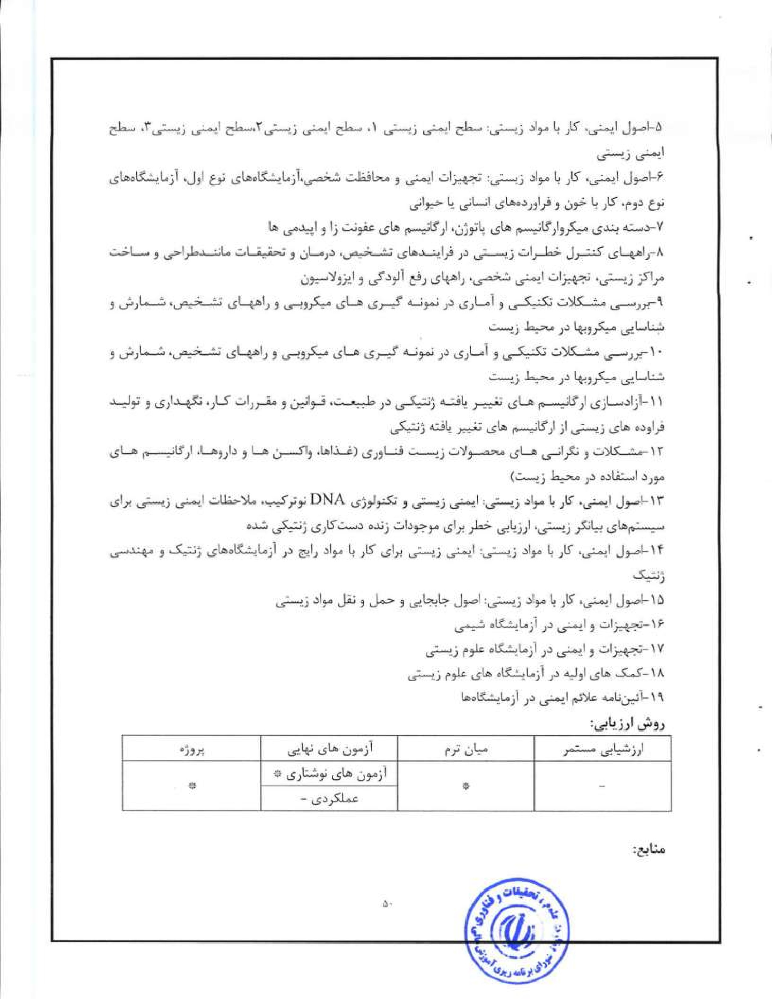 ۵-اصول ایمنی، کار با مواد زیستی: سطح ایمنی زیستی ۱، سطح ایمنی زیستی۲،سطح ایمنی زیستی۳، سطح
ایمنی زیستی
۶-اصول ایمنی، کار با مواد زیستی: تجهیزات ایمنی و محافظت شخصی،آزمایشگاه‌های نوع اول، آزمایشگاه‌های
نوع دوم، کار با خون و فراورده‌های انسانی یا حیوانی
۷-دسته بندی میکروارگانیسم های پاتوژن، ارگانیسم های عفونت زا و اپیدمی ها
۸-راههای کنترل خطرات زیستی در فرایندهای تشخیص، درمان و تحقیقات مانندطراحی و ساخت
مراکز زیستی، تجهیزات ایمنی شخصی، راههای رفع آلودگی و ایزولاسیون
۹-بررسی مشکلات تکنیکی و آماری در نمونه گیری های میکروبی و راههای تشخیص، شمارش و
شناسایی میکروبها در محیط زیست
۱۰-بررسی مشکلات تکنیکی و آماری در نمونه گیری های میکروبی و راههای تشخیص، شمارش و
شناسایی میکروبها در محیط زیست
۱۱-آزادسازی ارگانیسم های تغییر یافته ژنتیکی در طبیعت، قوانین و مقررات کار، نگهداری و تولید
فراوده های زیستی از ارگانیسم های تغییر یافته ژنتیکی
۱۲-مشکلات و نگرانی های محصولات زیست فناوری (غذاها، واکسن ها و داروها، ارگانیسم های
مورد استفاده در محیط زیست)
۱۳-اصول ایمنی، کار با مواد زیستی: ایمنی زیستی و تکنولوژی DNA نوترکیب، ملاحظات ایمنی زیستی برای
سیستم‌های بیانگر زیستی، ارزیابی خطر برای موجودات زنده دست‌کاری ژنتیکی شده
۱۴-اصول ایمنی، کار با مواد زیستی: ایمنی زیستی برای کار با مواد رایج در آزمایشگاه‌های ژنتیک و مهندسی
ژنتیک
۱۵-اصول ایمنی، کار با مواد زیستی: اصول جابجایی و حمل و نقل مواد زیستی
۱۶-تجهیزات و ایمنی در آزمایشگاه شیمی
۱۷-تجهیزات و ایمنی در آزمایشگاه علوم زیستی
۱۸-کمک های اولیه در آزمایشگاه های علوم زیستی
۱۹-آئین‌نامه علائم ایمنی در آزمایشگاه‌ها
روش ارزیابی:
ارزشیابی مستمر میان ترم آزمون های نهایی پروژه
آزمون های نوشتاری *
– * *
عملکردی –
منابع:
۵۰
علوم، تحقیقات و فناوری
شورای برنامه ریزی آموزش عالی